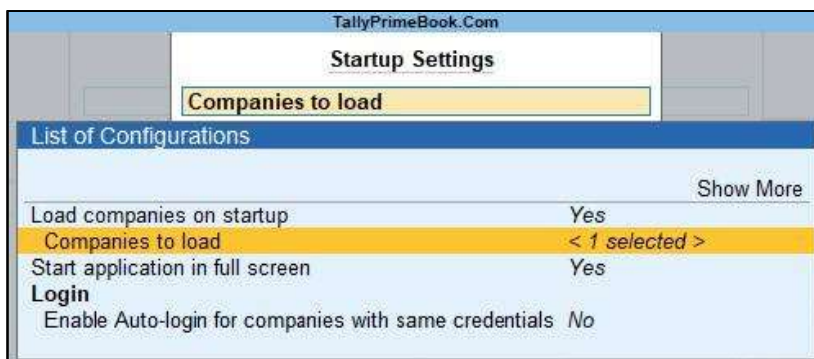 TallyPrimeBook.Com
Startup Settings
Companies to load
List of Configurations
Show More
Load companies on startup Yes
Companies to load < 1 selected >
Start application in full screen Yes
Login
Enable Auto-login for companies with same credentials No